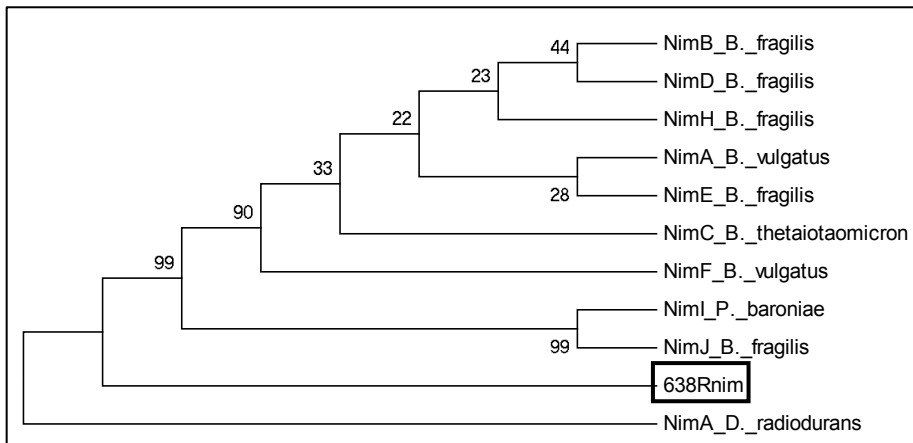 NimB_B._fragilis
44
NimD_B._fragilis
23
NimH_B._fragilis
22
NimA_B._vulgatus
33
NimE_B._fragilis
28
90
NimC_B._thetaiotaomicron
99
NimF_B._vulgatus
NimI_P._baroniae
99
NimJ_B._fragilis
638Rnim
NimA_D._radiodurans